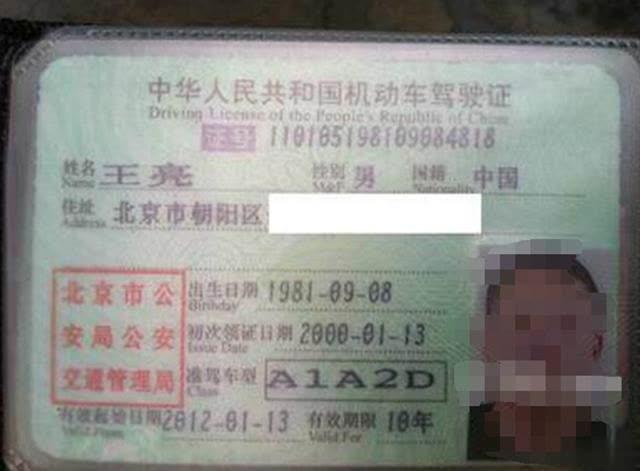 中华人民共和国机动车驾驶证
Driving License of the People's Republic of China
证号 110105198109084818
姓名 王亮 性别 男 国籍 中国
Name M&F Nationality
住址 北京市朝阳区
Address
北京市公
安局公安
交通管理局
出生日期 1981-09-08
Birthday
初次领证日期 2000-01-13
Issue Date
准驾车型 A1A2D
Class
有效起始日期 2012-01-13 有效期限 10年
Valid From Valid For